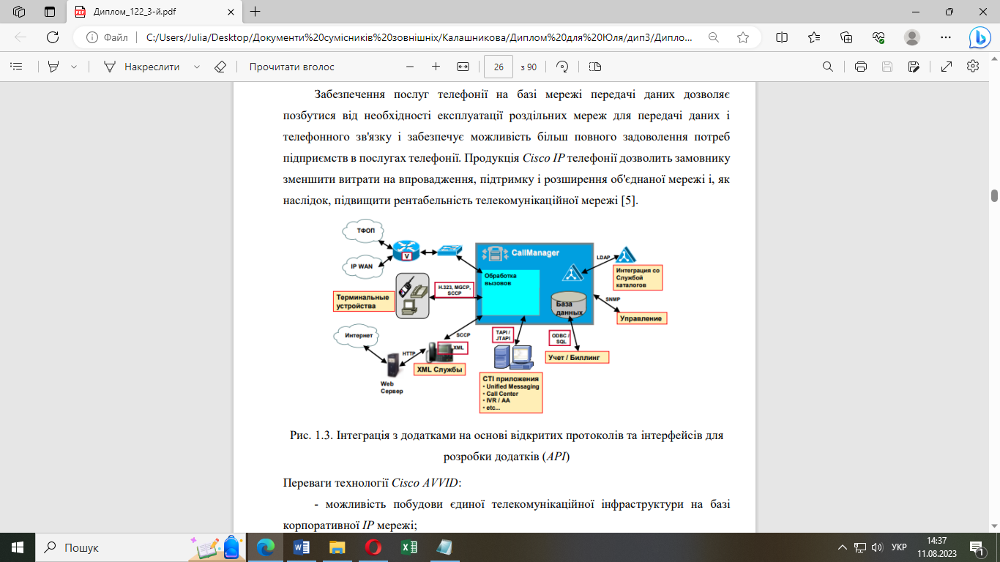 Диплом_122_3-й.pdf
Файл
C:/Users/Julia/Desktop/Документи%20сумісників%20зовнішніх/Калашникова/Диплом%20для%20Юля/дип3/Дипло...
Накреслити
Прочитати вголос
26
з 90
Забезпечення послуг телефонії на базі мережі передачі даних дозволяє
позбутися від необхідності експлуатації роздільних мереж для передачі даних і
телефонного зв'язку і забезпечує можливість більш повного задоволення потреб
підприємств в послугах телефонії. Продукція Cisco IP телефонії дозволить замовнику
зменшити витрати на впровадження, підтримку і розширення об'єднаної мережі і, як
наслідок, підвищити рентабельність телекомунікаційної мережі [5].
ТФОП
V
IP WAN
CallManager
Обработка
вызовов
LDAP
Интеграция со
Службой
каталогов
H.323, MGCP,
SCCP
Терминальные
устройства
База
данных
SNMP
Управление
Интернет
SCCP
TAPI /
JTAPI
ODBC /
SQL
XML
HTTP
Учет / Биллинг
XML Службы
Web
Сервер
CTI приложения
• Unified Messaging
• Call Center
• IVR / AA
• etc...
Рис. 1.3. Інтеграція з додатками на основі відкритих протоколів та інтерфейсів для
розробки додатків (API)
Переваги технології Cisco AVVID:
- можливість побудови єдиної телекомунікаційної інфраструктури на базі
корпоративної IP мережі;
Пошук
УКР
14:37
11.08.2023
1